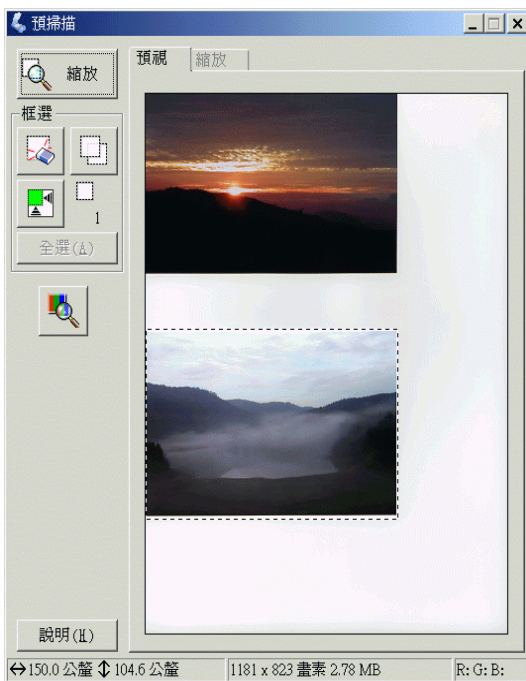 預掃描
縮放
預視
縮放
框選
1
全選(A)
說明(H)
150.0 公釐 104.6 公釐
1181 x 823 畫素 2.78 MB
R: G: B: